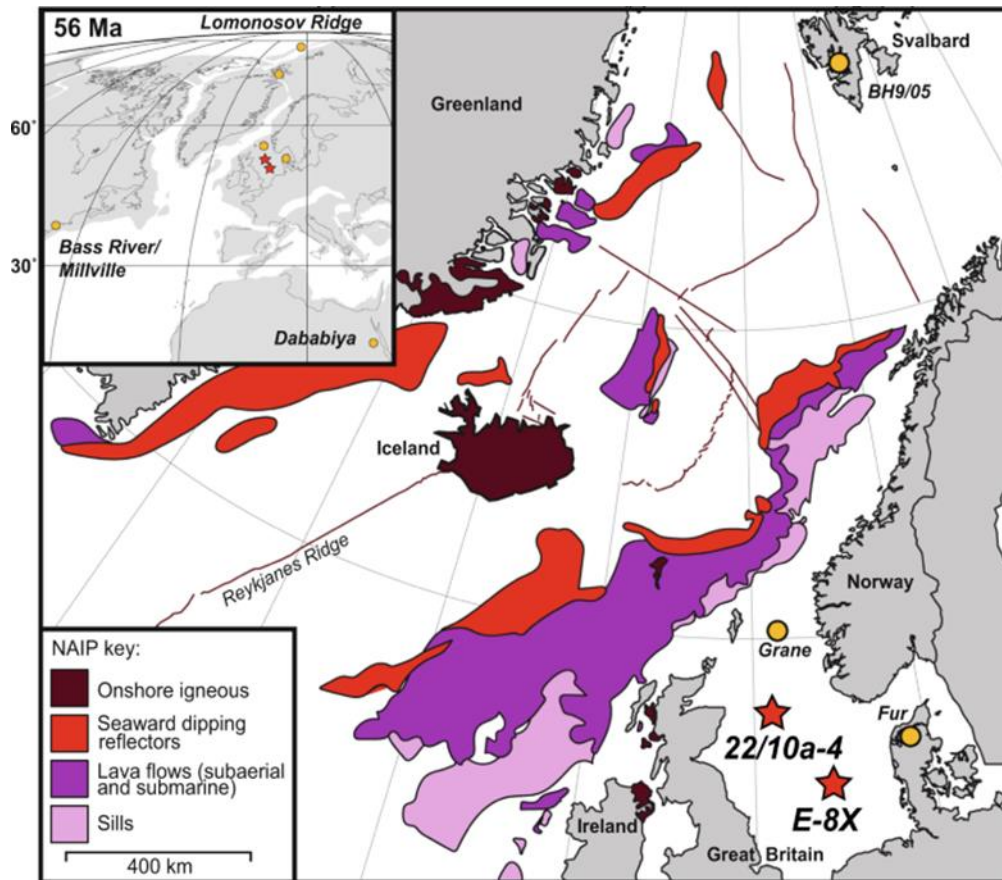 56 Ma
Lomonosov Ridge
60°
30°
Bass River/
Millville
Dababiya
Greenland
Svalbard
BH9/05
Iceland
Reykjanes Ridge
Norway
Grane
Fur
22/10a-4
E-8X
Ireland
Great Britain
NAIP key:
Onshore igneous
Seaward dipping
reflectors
Lava flows (subaerial
and submarine)
Sills
400 km